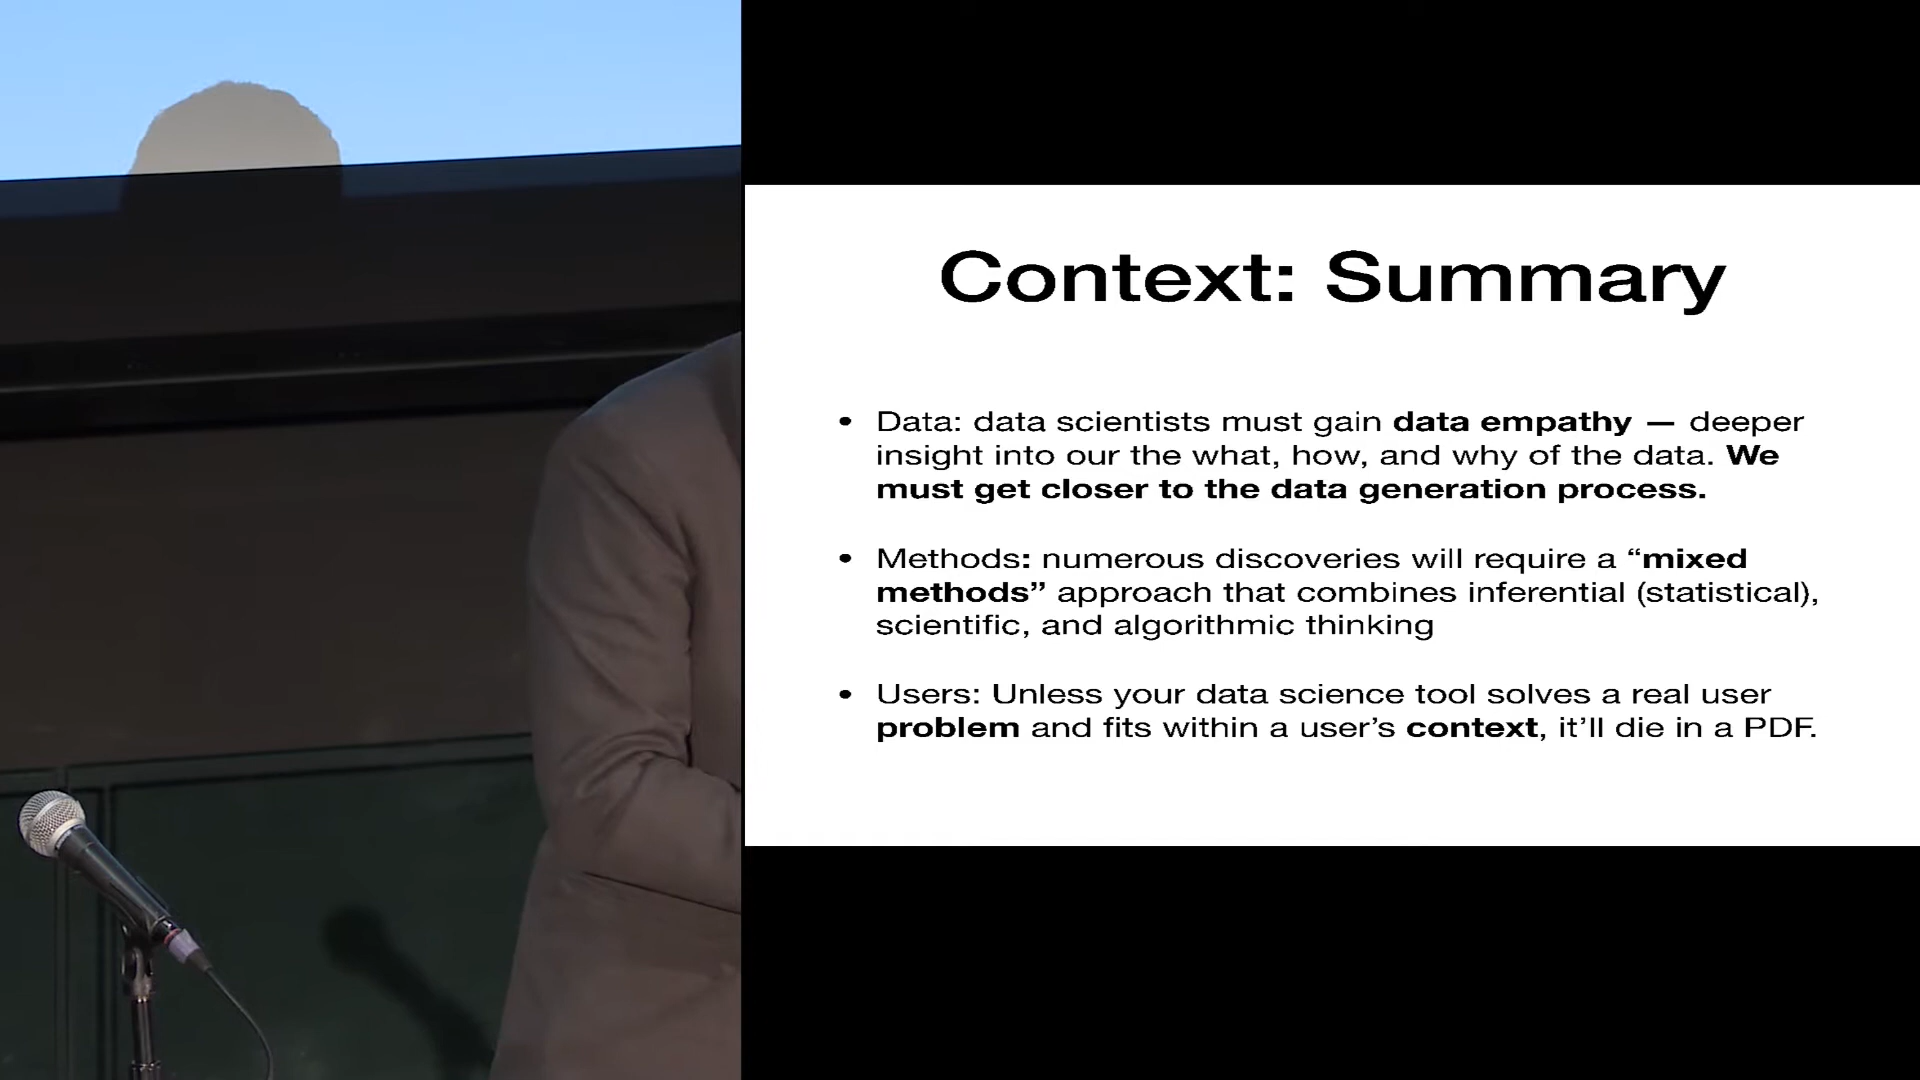 Context: Summary
• Data: data scientists must gain data empathy — deeper
insight into our the what, how, and why of the data. We
must get closer to the data generation process.
• Methods: numerous discoveries will require a “mixed
methods” approach that combines inferential (statistical),
scientific, and algorithmic thinking
• Users: Unless your data science tool solves a real user
problem and fits within a user’s context, it’ll die in a PDF.